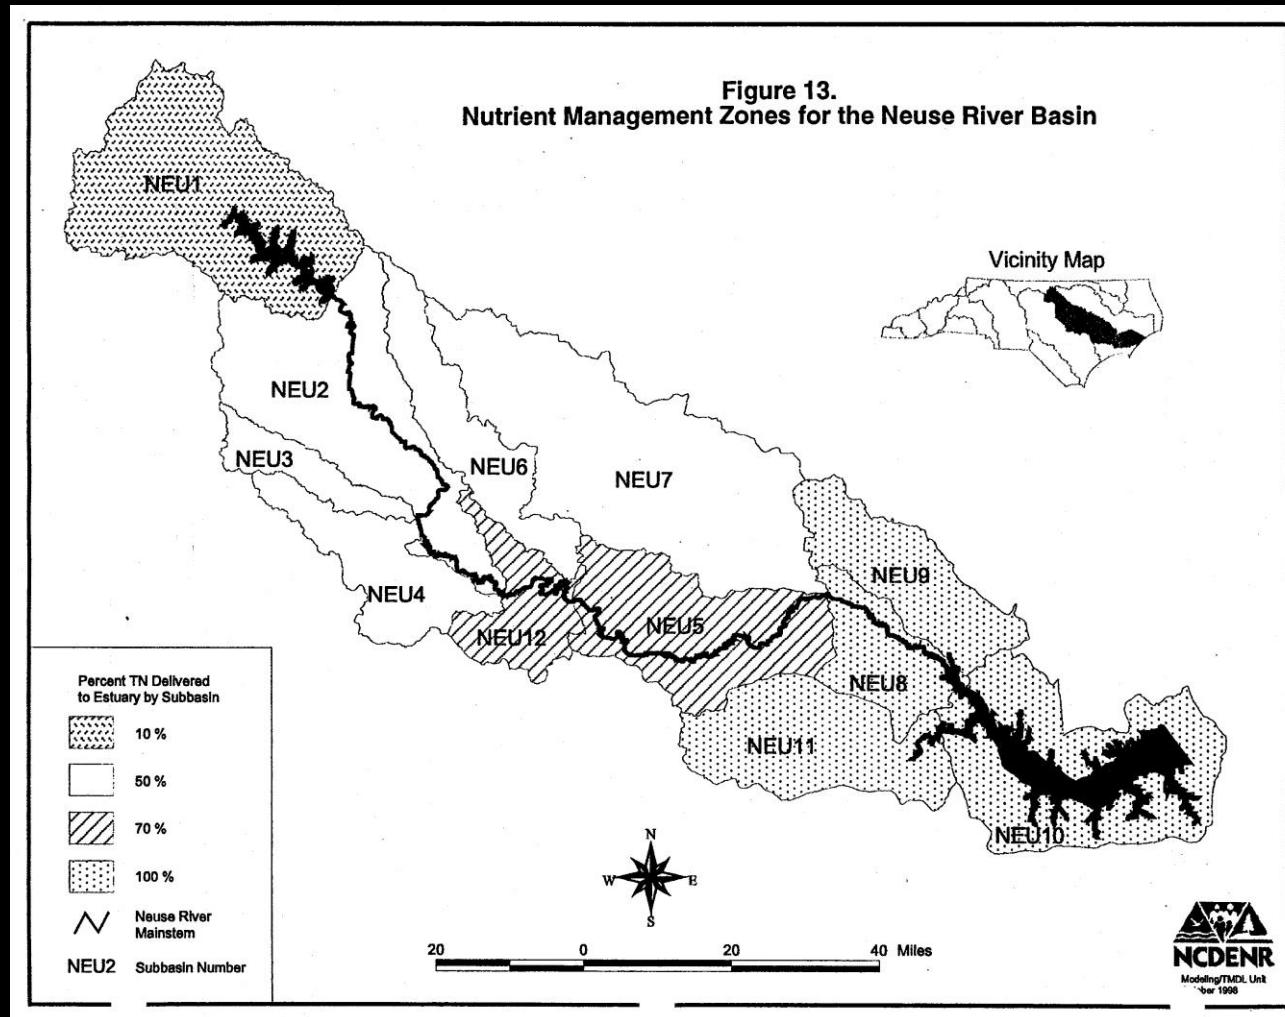 Figure 13.
Nutrient Management Zones for the Neuse River Basin
NEU1
Vicinity Map
NEU2
NEU3
NEU6
NEU7
NEU4
NEU9
NEU12
NEU5
NEU8
NEU11
NEU10
Percent TN Delivered
to Estuary by Subbasin
10 %
50 %
70 %
100 %
Neuse River
Mainstem
NEU2 Subbasin Number
N
W E
S
20 0 20 40 Miles
NCDENR
Modeling/TMDL Unit
1998